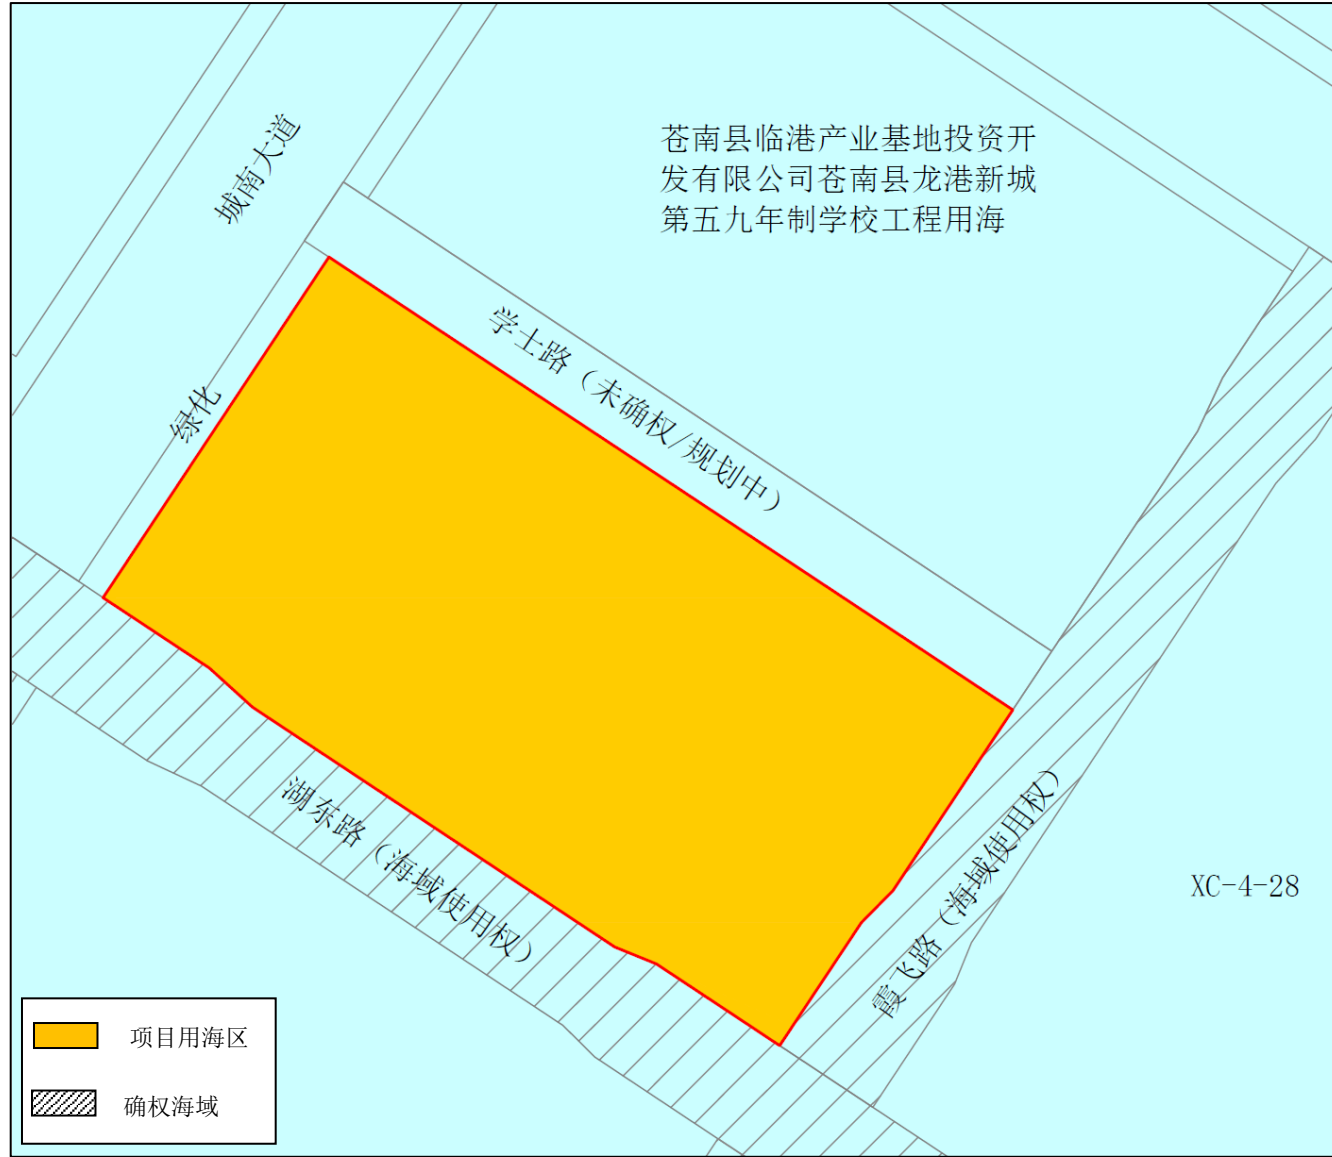 苍南县临港产业基地投资开
发有限公司苍南县龙港新城
第五九年制学校工程用海
城南大道
绿化
学士路（未确权/规划中）
湖东路（海域使用权）
霞飞路（海域使用权）
XC-4-28
项目用海区
确权海域